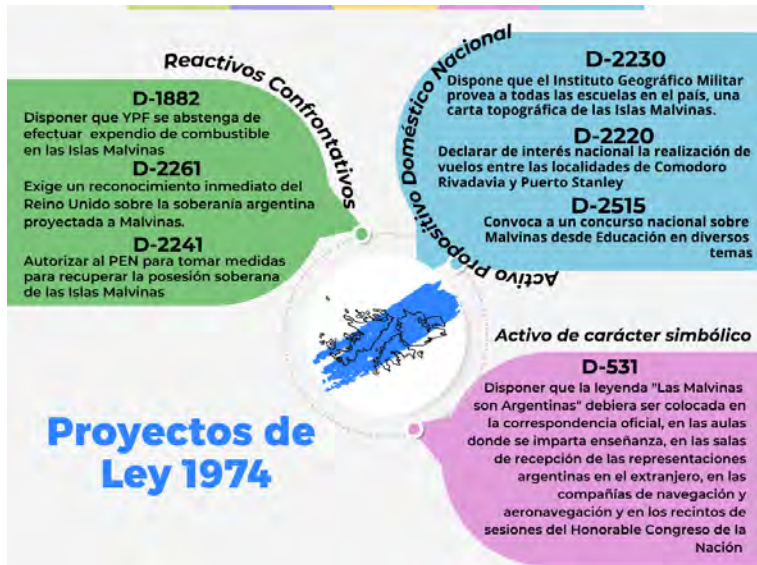 Reactivos Confrontativos
D-1882
Disponer que YPF se abstenga de
efectuar expendio de combustible
en las Islas Malvinas
D-2261
Exige un reconocimiento inmediato del
Reino Unido sobre la soberanía argentina
proyectada a Malvinas.
D-2241
Autorizar al PEN para tomar medidas
para recuperar la posesión soberana
de las Islas Malvinas
Activo Propositivo Doméstico Nacional
D-2230
Dispone que el Instituto Geográfico Militar
provea a todas las escuelas en el país, una
carta topográfica de las Islas Malvinas.
D-2220
Declarar de interés nacional la realización de
vuelos entre las localidades de Comodoro
Rivadavia y Puerto Stanley
D-2515
Convoca a un concurso nacional sobre
Malvinas desde Educación en diversos
temas
Activo de carácter simbólico
D-531
Disponer que la leyenda "Las Malvinas
son Argentinas" debiera ser colocada en
la correspondencia oficial, en las aulas
donde se imparta enseñanza, en las salas
de recepción de las representaciones
argentinas en el extranjero, en las
compañías de navegación y
aeronavegación y en los recintos de
sesiones del Honorable Congreso de la
Nación
Proyectos de
Ley 1974